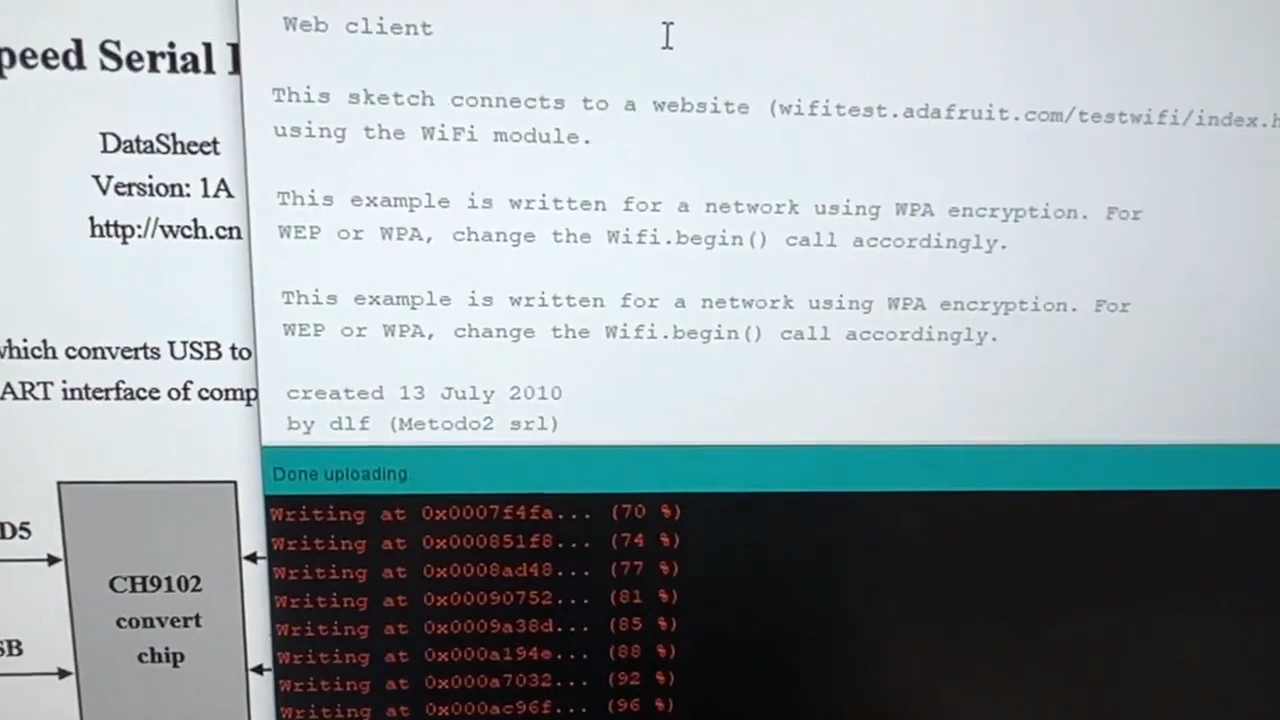 peed Serial
DataSheet
Version: 1A
http://wch.cn
which converts USB to
ART interface of comp
D5
SB
CH9102
convert
chip
Web client
This sketch connects to a website (wifitest.adafruit.com/testwifi/index.h
using the WiFi module.
This example is written for a network using WPA encryption. For
WEP or WPA, change the Wifi.begin() call accordingly.
This example is written for a network using WPA encryption. For
WEP or WPA, change the Wifi.begin() call accordingly.
created 13 July 2010
by dlf (Metodo2 srl)
Done uploading.
Writing at 0x0007f4fa... (70 %)
Writing at 0x000851f8... (74 %)
Writing at 0x0008ad48... (77 %)
Writing at 0x00090752... (81 %)
Writing at 0x0009a38d... (85 %)
Writing at 0x000a194e... (88 %)
Writing at 0x000a7032... (92 %)
Writing at 0x000ac96f... (96 %)